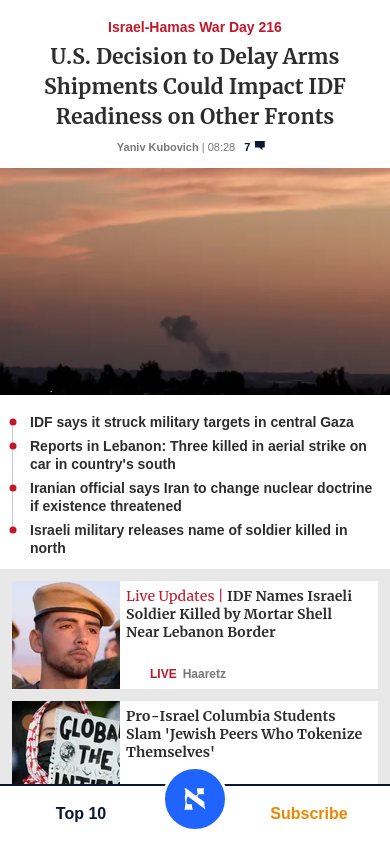 Israel-Hamas War Day 216
U.S. Decision to Delay Arms
Shipments Could Impact IDF
Readiness on Other Fronts
Yaniv Kubovich | 08:28 7
IDF says it struck military targets in central Gaza
Reports in Lebanon: Three killed in aerial strike on
car in country's south
Iranian official says Iran to change nuclear doctrine
if existence threatened
Israeli military releases name of soldier killed in
north
Live Updates | IDF Names Israeli
Soldier Killed by Mortar Shell
Near Lebanon Border
LIVE Haaretz
Pro-Israel Columbia Students
Slam 'Jewish Peers Who Tokenize
Themselves'
GLOBAL
THE
Top 10
Subscribe